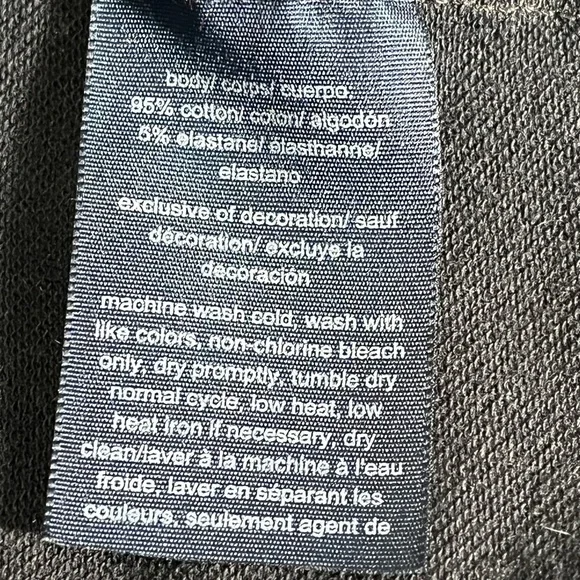 body/ corps/ cuerpo
95% cotton/ coton/ algodón
5% elastane/ elasthanne/
elastano
exclusive of decoration/ sauf
décoration/ excluye la
decoración
machine wash cold, wash with
like colors, non-chlorine bleach
only, dry promptly, tumble dry
normal cycle, low heat, low
heat iron if necessary, dry
clean/laver à la machine à l'eau
froide, laver en séparant les
couleurs, seulement agent de